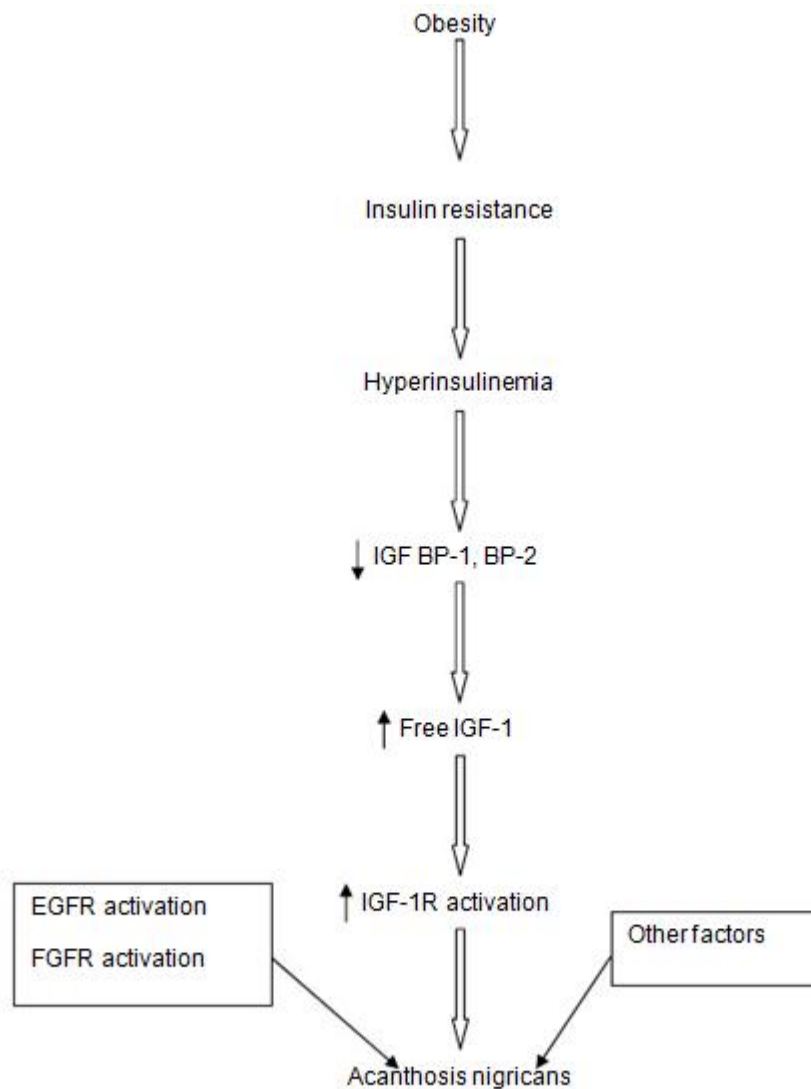 Obesity
Insulin resistance
Hyperinsulinemia
↓ IGF BP-1, BP-2
↑ Free IGF-1
↑ IGF-1R activation
EGFR activation
FGFR activation
Other factors
Acanthosis nigricans